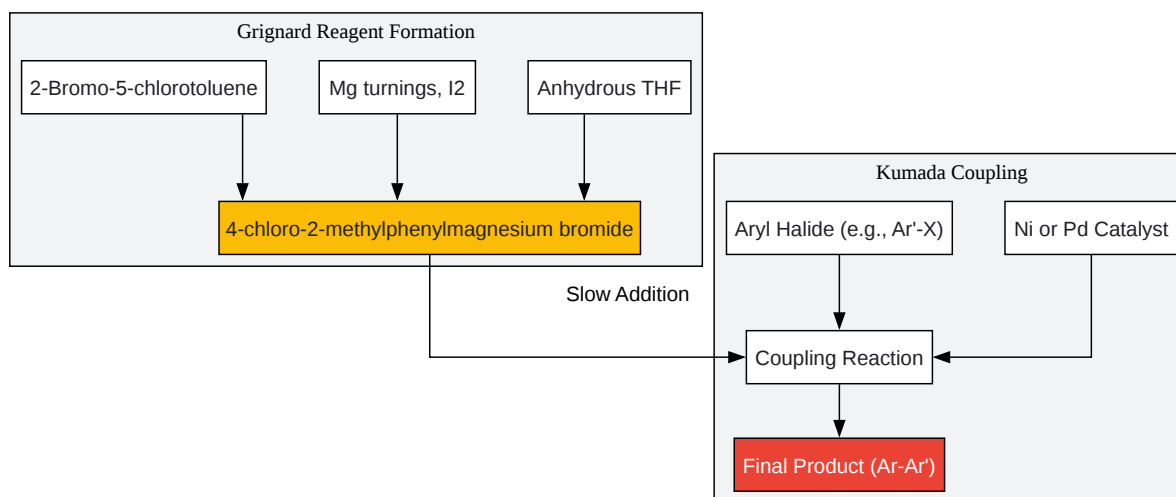 Grignard Reagent Formation
2-Bromo-5-chlorotoluene
Mg turnings, I2
Anhydrous THF
4-chloro-2-methylphenylmagnesium bromide
Slow Addition
Kumada Coupling
Aryl Halide (e.g., Ar'-X)
Ni or Pd Catalyst
Coupling Reaction
Final Product (Ar-Ar')